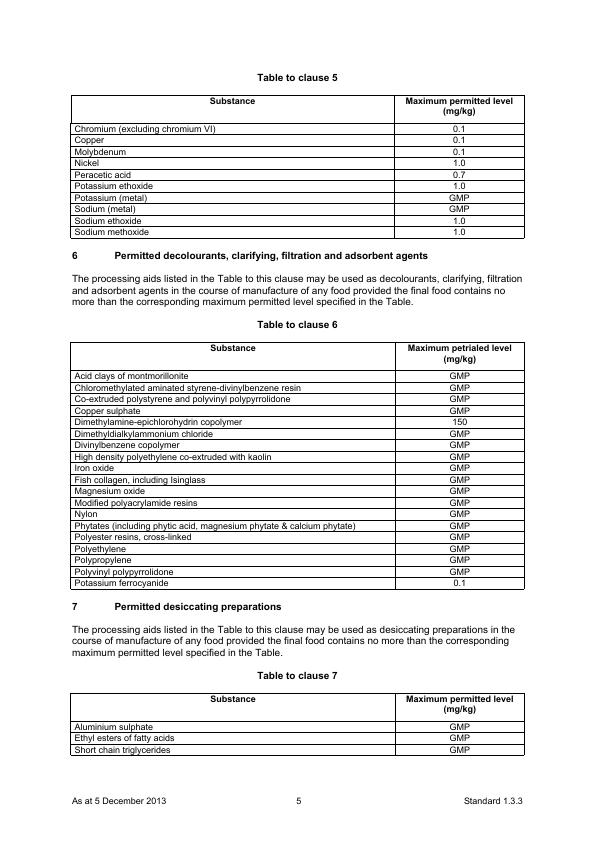 Table to clause 5
Substance Maximum permitted level
(mg/kg)
Chromium (excluding chromium VI) 0.1
Copper 0.1
Molybdenum 0.1
Nickel 1.0
Peracetic acid 0.7
Potassium ethoxide 1.0
Potassium (metal) GMP
Sodium (metal) GMP
Sodium ethoxide 1.0
Sodium methoxide 1.0
6 Permitted decolourants, clarifying, filtration and adsorbent agents
The processing aids listed in the Table to this clause may be used as decolourants, clarifying, filtration
and adsorbent agents in the course of manufacture of any food provided the final food contains no
more than the corresponding maximum permitted level specified in the Table.
Table to clause 6
Substance Maximum petrialed level
(mg/kg)
Acid clays of montmorillonite GMP
Chloromethylated aminated styrene-divinylbenzene resin GMP
Co-extruded polystyrene and polyvinyl polypyrrolidone GMP
Copper sulphate GMP
Dimethylamine-epichlorohydrin copolymer 150
Dimethyldialkylammonium chloride GMP
Divinylbenzene copolymer GMP
High density polyethylene co-extruded with kaolin GMP
Iron oxide GMP
Fish collagen, including Isinglass GMP
Magnesium oxide GMP
Modified polyacrylamide resins GMP
Nylon GMP
Phytates (including phytic acid, magnesium phytate & calcium phytate) GMP
Polyester resins, cross-linked GMP
Polyethylene GMP
Polypropylene GMP
Polyvinyl polypyrrolidone GMP
Potassium ferrocyanide 0.1
7 Permitted desiccating preparations
The processing aids listed in the Table to this clause may be used as desiccating preparations in the
course of manufacture of any food provided the final food contains no more than the corresponding
maximum permitted level specified in the Table.
Table to clause 7
Substance Maximum permitted level
(mg/kg)
Aluminium sulphate GMP
Ethyl esters of fatty acids GMP
Short chain triglycerides GMP
As at 5 December 2013 5 Standard 1.3.3